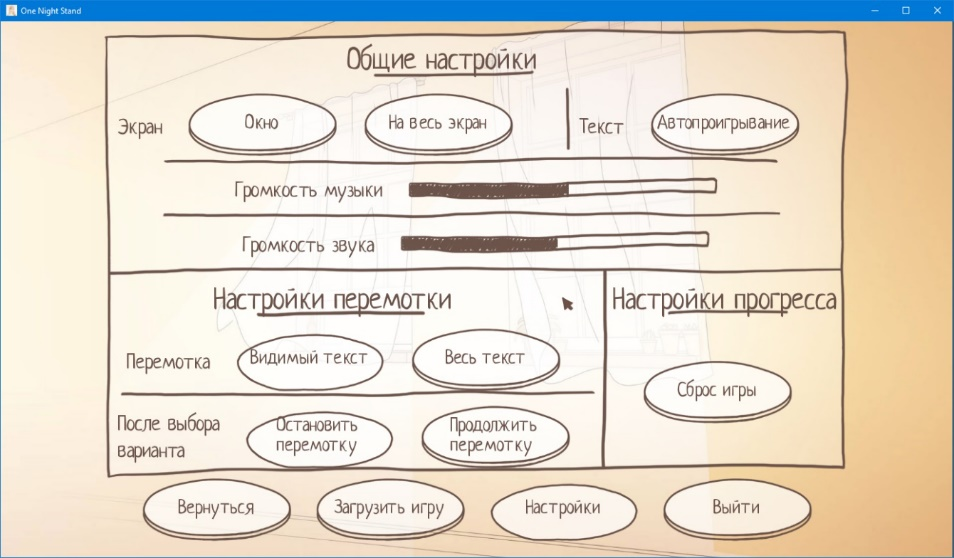 One Night Stand
Общие настройки
Экран
Окно
На весь экран
Текст
Автопроигрывание
Громкость музыки
Громкость звука
Настройки перемотки
Настройки прогресса
Перемотка
Видимый текст
Весь текст
Сброс игры
После выбора
варианта
Остановить
перемотку
Продолжить
перемотку
Вернуться
Загрузить игру
Настройки
Выйти